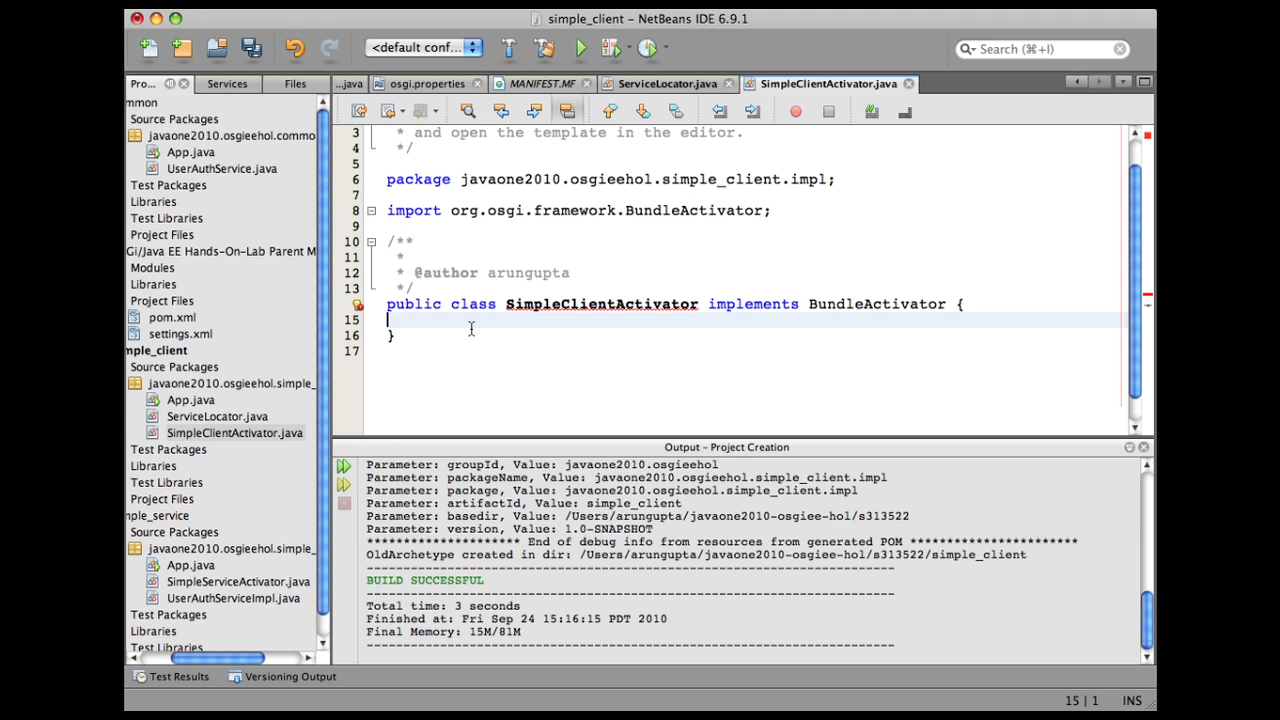 simple_client – NetBeans IDE 6.9.1
<default conf...
Search (⌘+I)
Pro...
Services
Files
...java
osgi.properties
MANIFEST.MF
ServiceLocator.java
SimpleClientActivator.java
mmon
Source Packages
javaone2010.osgieehol.commo
App.java
UserAuthService.java
Test Packages
Libraries
Test Libraries
Project Files
Gi/Java EE Hands-On-Lab Parent M
Modules
Libraries
Project Files
pom.xml
settings.xml
mple_client
Source Packages
javaone2010.osgieehol.simple_
App.java
ServiceLocator.java
SimpleClientActivator.java
Test Packages
Libraries
Test Libraries
Project Files
nple_service
Source Packages
javaone2010.osgieehol.simple_
App.java
SimpleServiceActivator.java
UserAuthServiceImpl.java
Test Packages
Libraries
Test Libraries
3 * and open the template in the editor.
4 */
5
6 package javaone2010.osgieehol.simple_client.impl;
7
8 import org.osgi.framework.BundleActivator;
9
10 /**
11 *
12 * @author arungupta
13 */
public class SimpleClientActivator implements BundleActivator {
15
16 }
17
Output – Project Creation
Parameter: groupId, Value: javaone2010.osgieehol
Parameter: packageName, Value: javaone2010.osgieehol.simple_client.impl
Parameter: package, Value: javaone2010.osgieehol.simple_client.impl
Parameter: artifactId, Value: simple_client
Parameter: basedir, Value: /Users/arungupta/javaone2010-osgiee-hol/s313522
Parameter: version, Value: 1.0-SNAPSHOT
********************* End of debug info from resources from generated POM ***********************
OldArchetype created in dir: /Users/arungupta/javaone2010-osgiee-hol/s313522/simple_client
------------------------------------------------------------------------
BUILD SUCCESSFUL
------------------------------------------------------------------------
Total time: 3 seconds
Finished at: Fri Sep 24 15:16:15 PDT 2010
Final Memory: 15M/81M
------------------------------------------------------------------------
Test Results
Versioning Output
15 | 1
INS